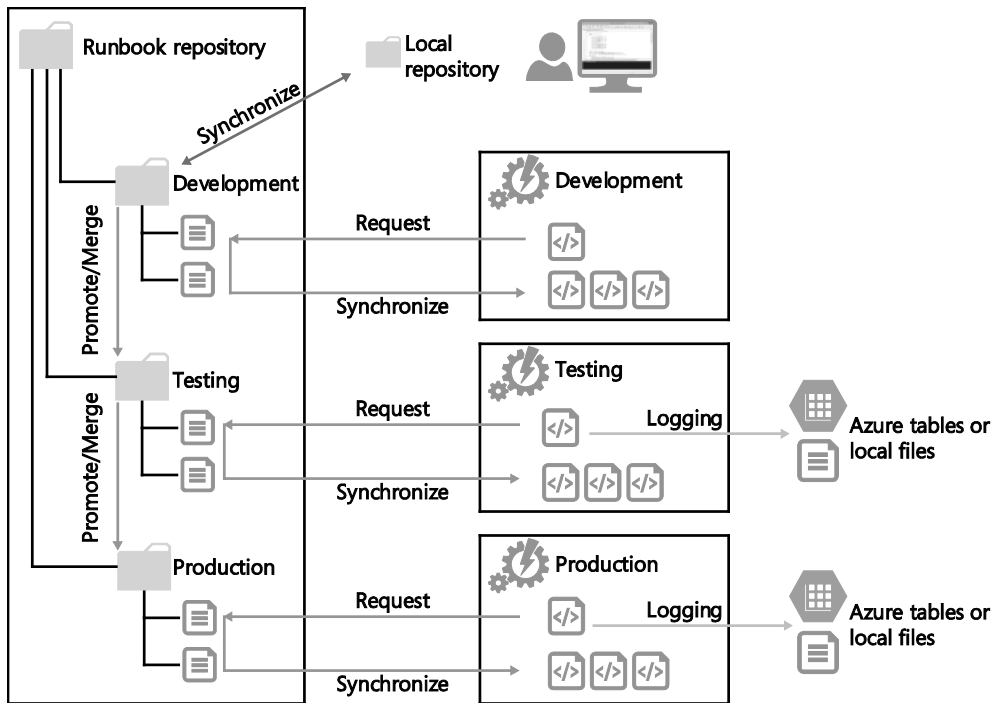 Runbook repository
Local
repository
Synchronize
Development
Promote/Merge
Request
Synchronize
Development
</>
</> </> </>
Testing
Promote/Merge
Request
Synchronize
Testing
</>
</> </> </>
Logging
Azure tables or
local files
Production
Request
Synchronize
Production
</>
</> </> </>
Logging
Azure tables or
local files